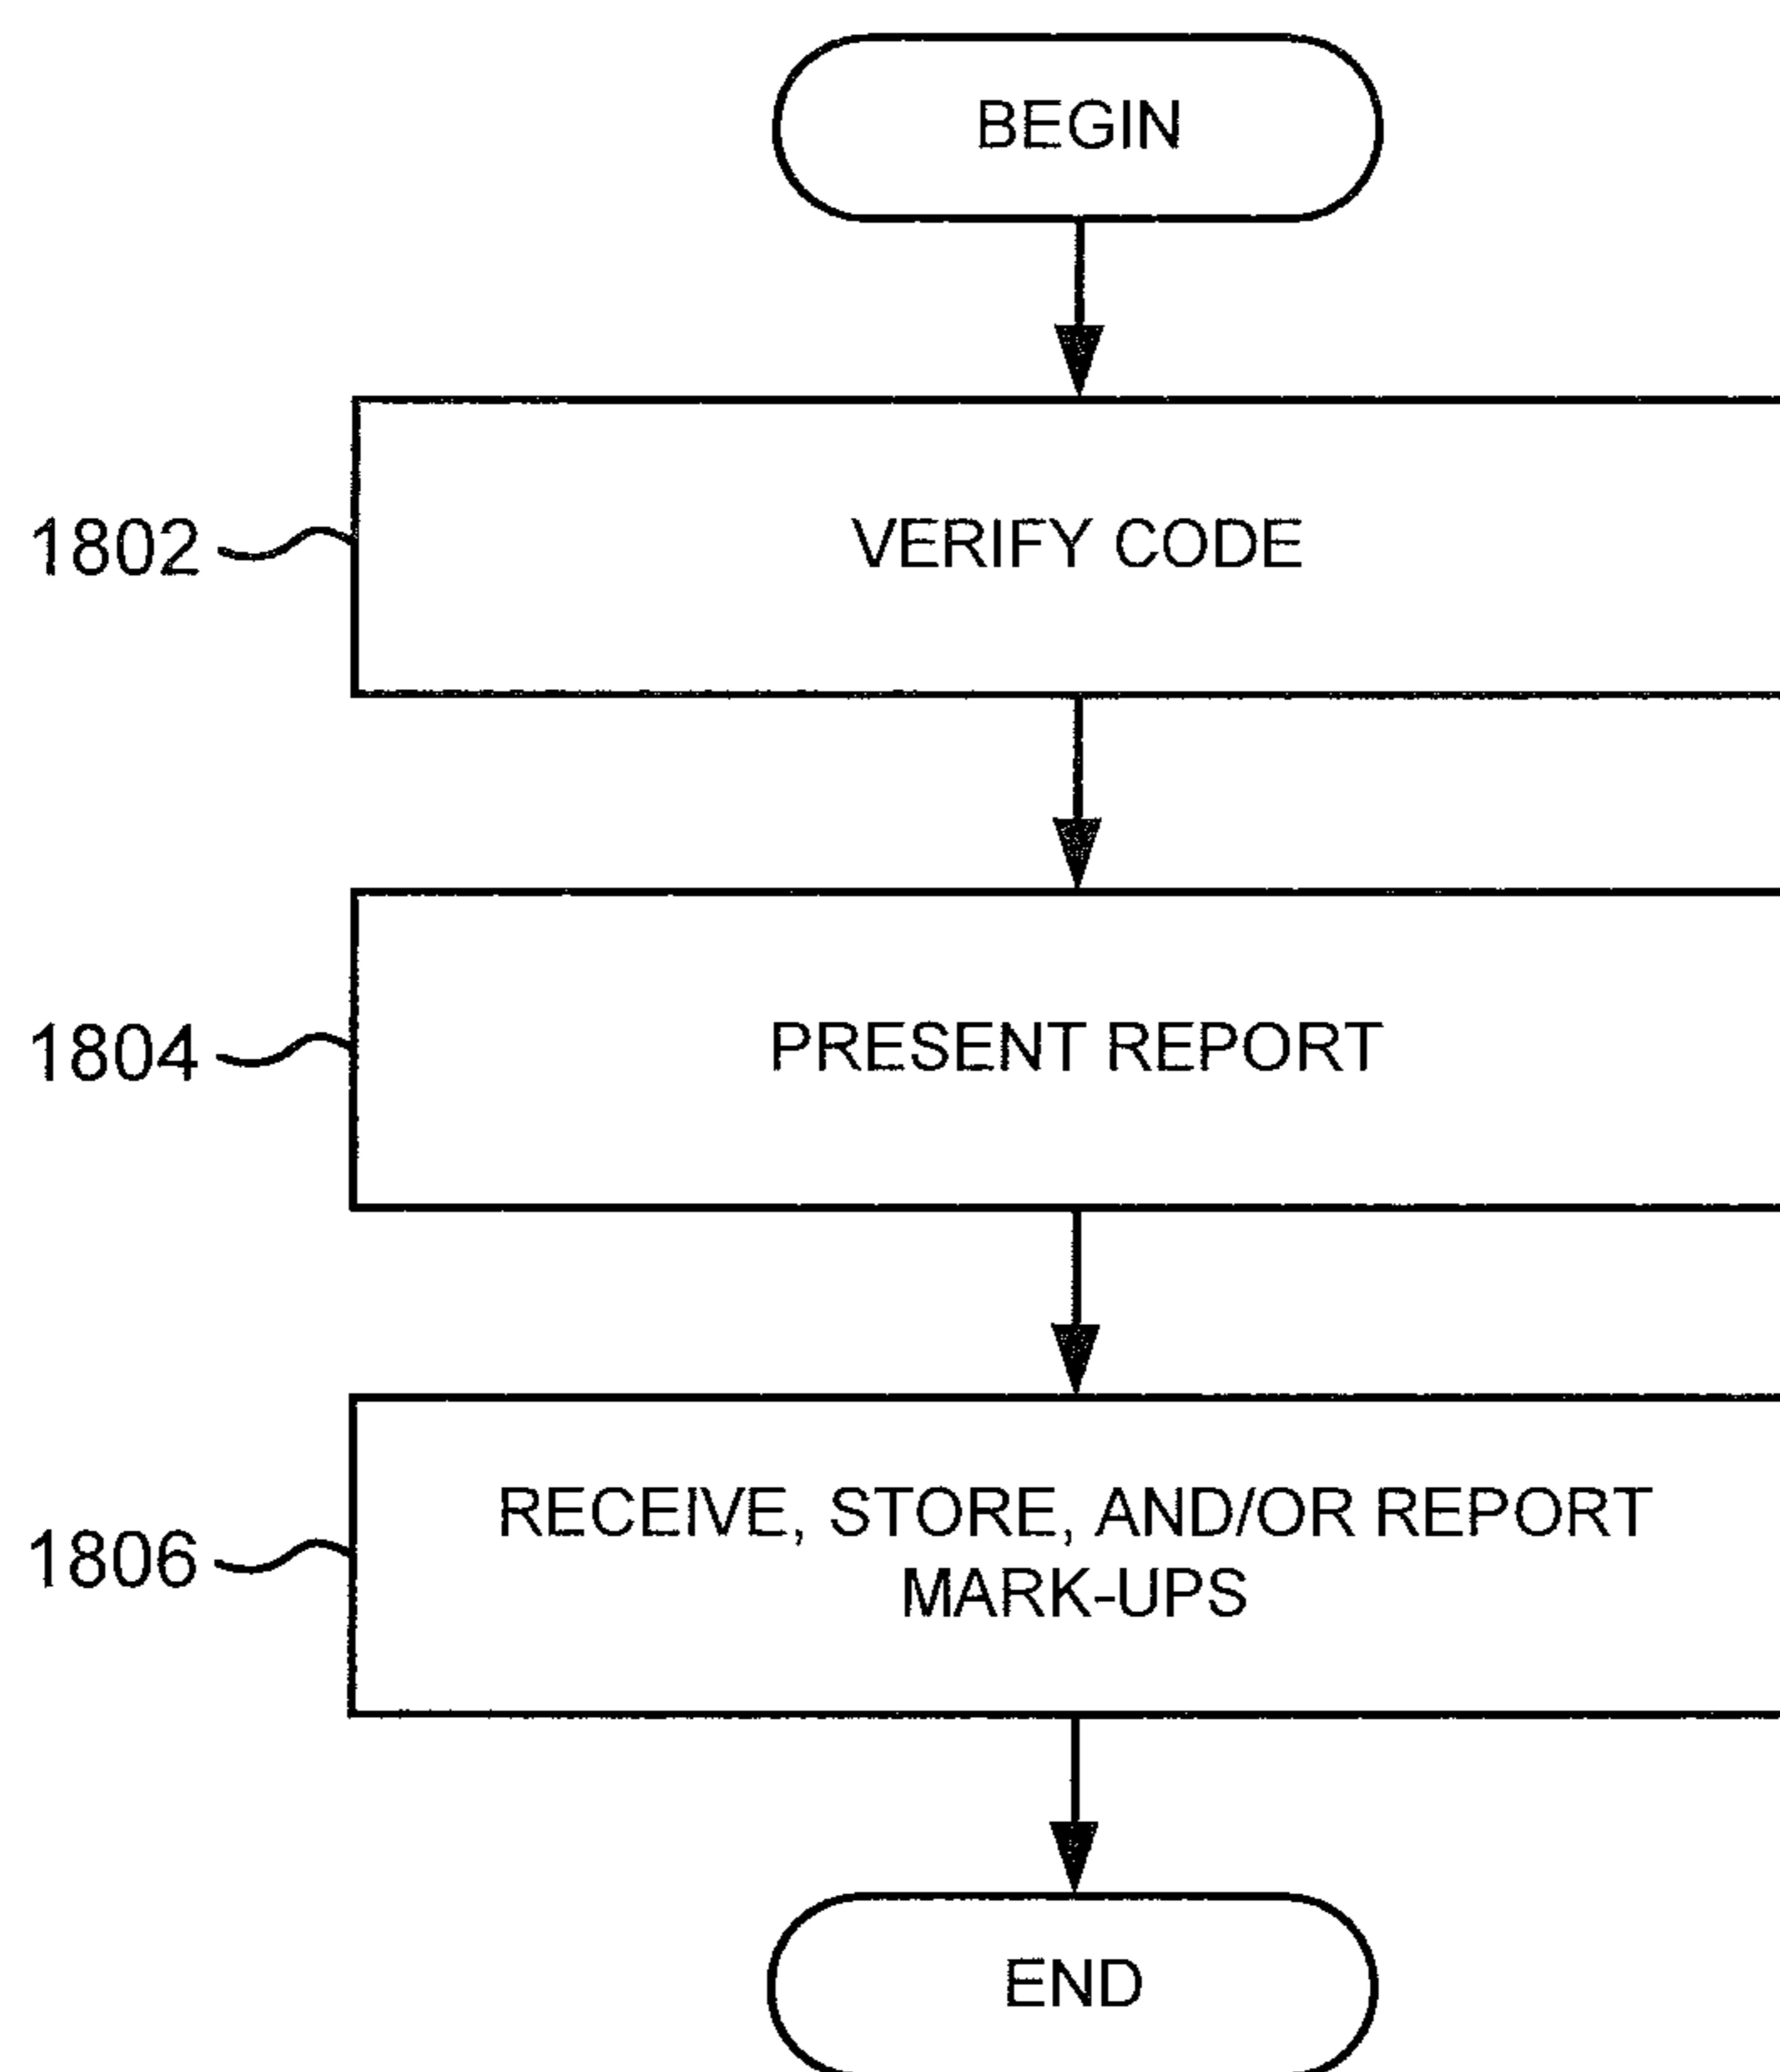 BEGIN
1802
VERIFY CODE
1804
PRESENT REPORT
1806
RECEIVE, STORE, AND/OR REPORT
MARK-UPS
END